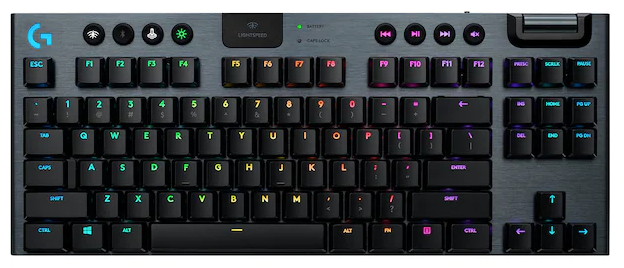 G
LIGHTSPEED BATTERY
CAPSLOCK
ESC F1 F2 F3 F4 F5 F6 F7 F8 F9 F10 F11 F12 PRTSC SCRLK PAUSE
` 1 2 3 4 5 6 7 8 9 0 - = ← INS HOME PG UP
TAB Q W E R T Y U I O P [ ] \ DEL END PG DN
CAPS A S D F G H J K L ; ' ENTER
SHIFT Z X C V B N M , . / SHIFT ↑
CTRL ALT ALT FN CTRL ← ↓ →